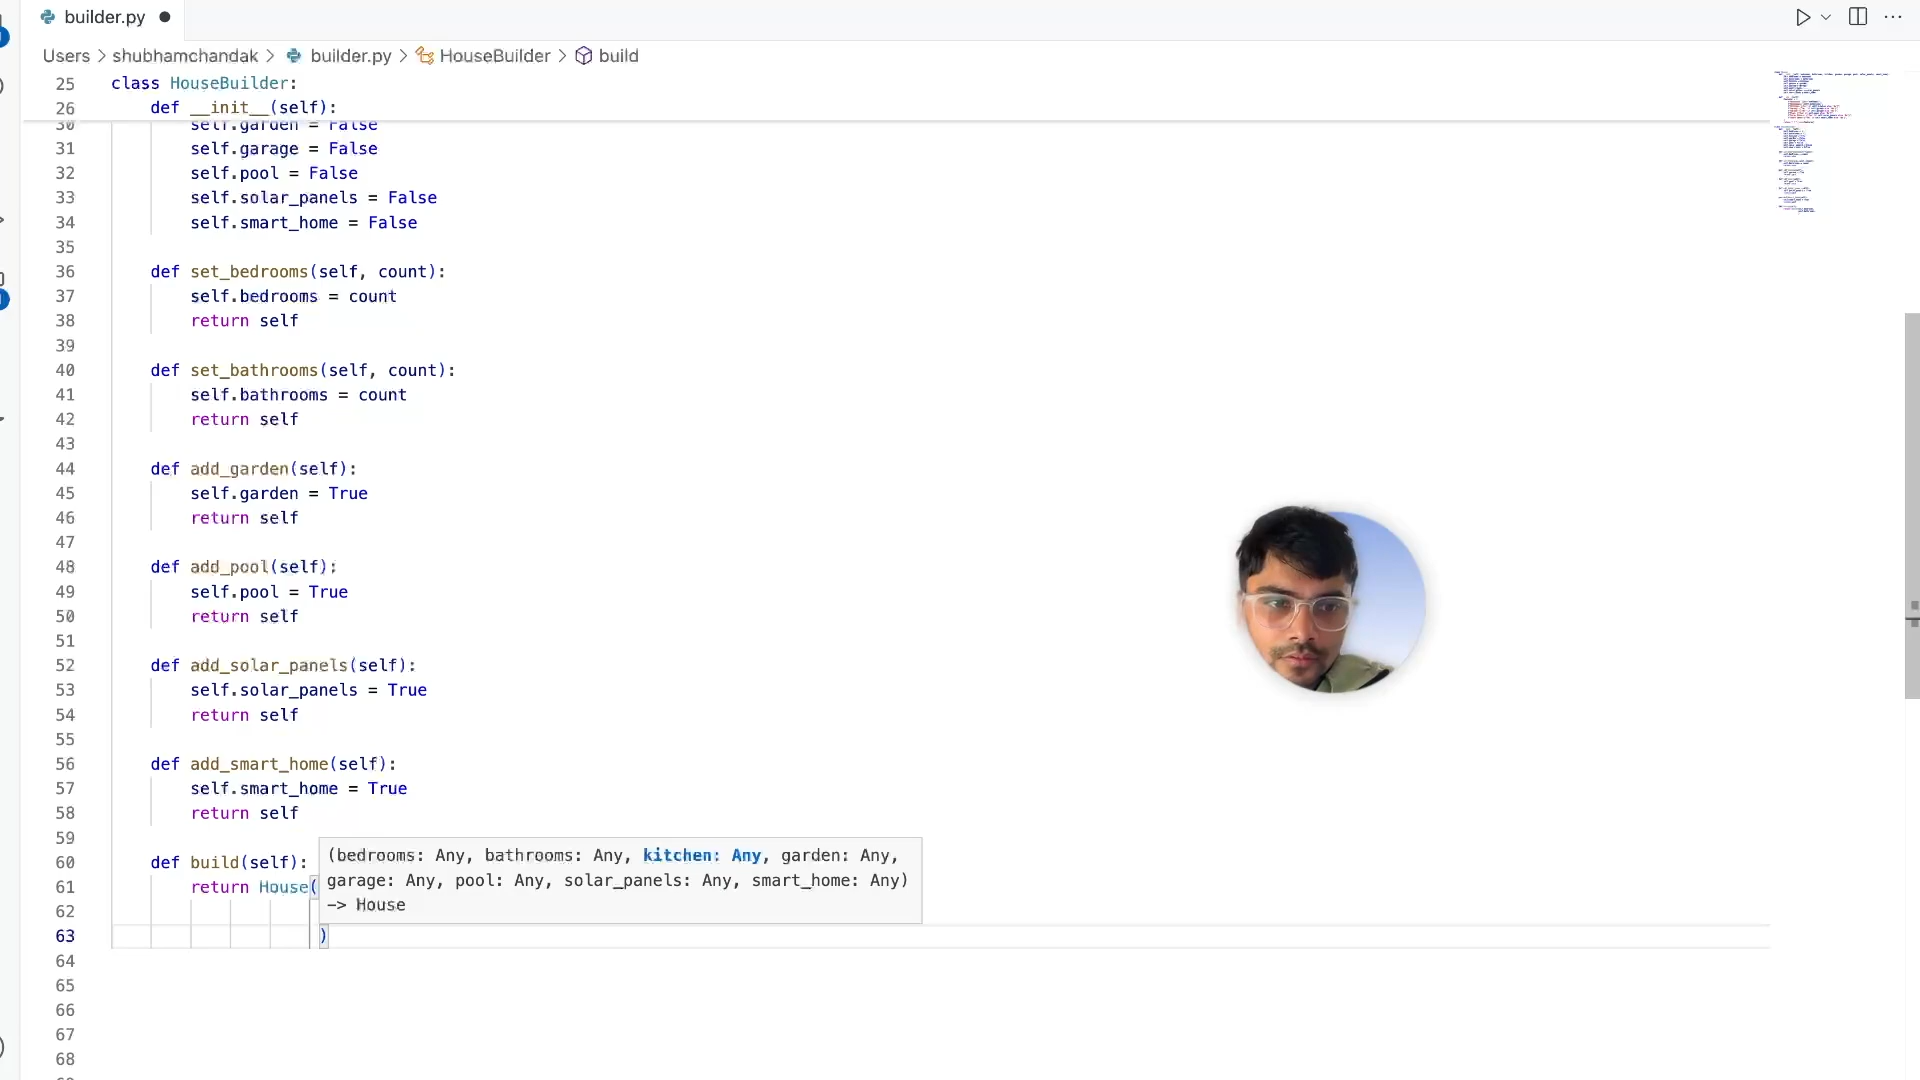 builder.py
Users > shubhamchandak > builder.py > HouseBuilder > build
25 class HouseBuilder:
26     def __init__(self):
30         self.garden = False
31         self.garage = False
32         self.pool = False
33         self.solar_panels = False
34         self.smart_home = False
35
36     def set_bedrooms(self, count):
37         self.bedrooms = count
38         return self
39
40     def set_bathrooms(self, count):
41         self.bathrooms = count
42         return self
43
44     def add_garden(self):
45         self.garden = True
46         return self
47
48     def add_pool(self):
49         self.pool = True
50         return self
51
52     def add_solar_panels(self):
53         self.solar_panels = True
54         return self
55
56     def add_smart_home(self):
57         self.smart_home = True
58         return self
59
(bedrooms: Any, bathrooms: Any, kitchen: Any, garden: Any,
garage: Any, pool: Any, solar_panels: Any, smart_home: Any)
-> House
60     def build(self):
61         return House(
62
63                      )
64
65
66
67
68